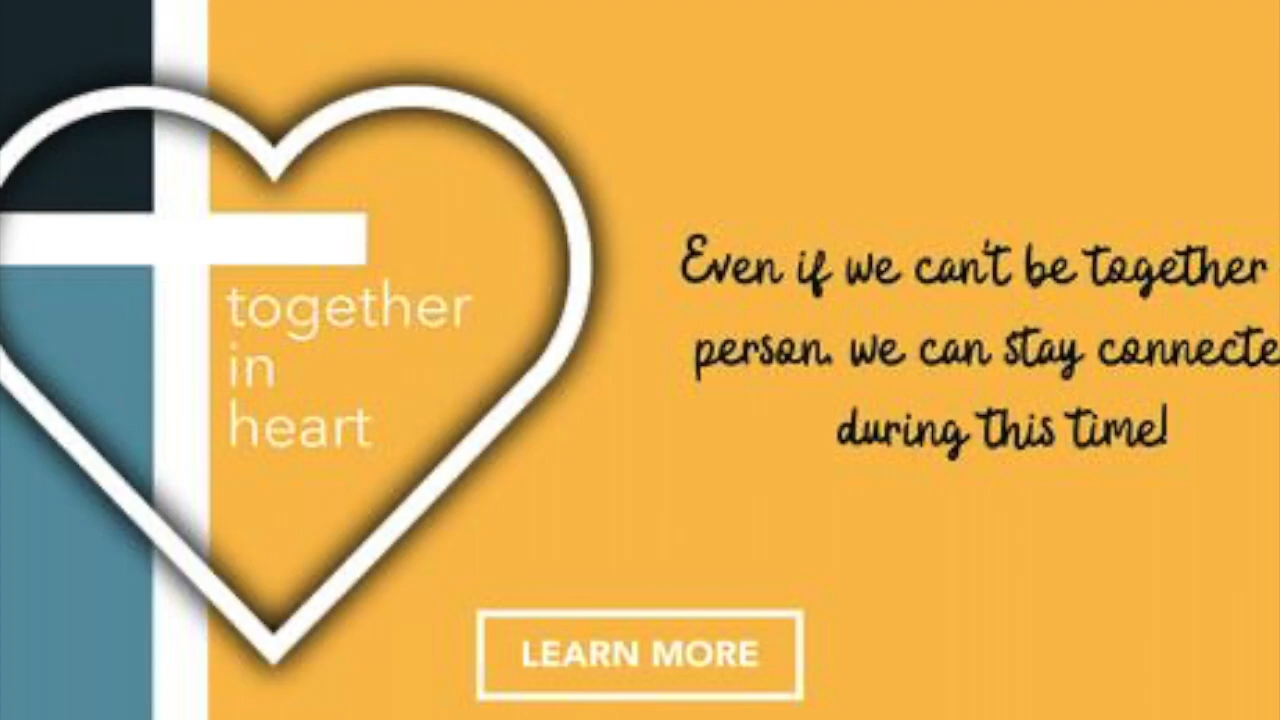 together
in
heart
Even if we can't be together
person. we can stay connecte
during this time!
LEARN MORE